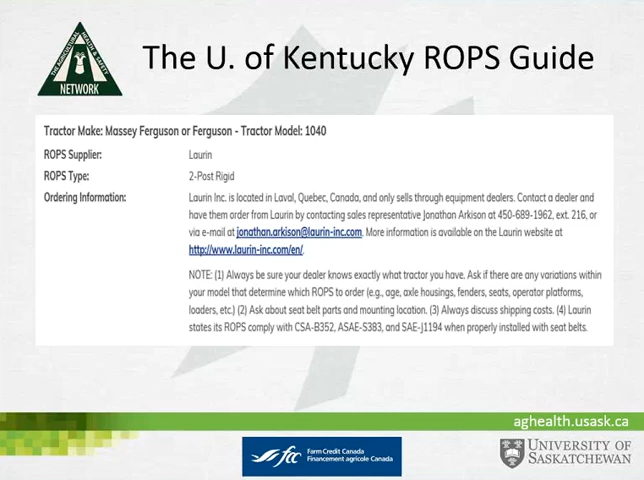 The U. of Kentucky ROPS Guide
THE AGRICULTURAL HEALTH & SAFETY
NETWORK
Tractor Make: Massey Ferguson or Ferguson - Tractor Model: 1040
ROPS Supplier: Laurin
ROPS Type: 2-Post Rigid
Ordering Information: Laurin Inc. is located in Laval, Quebec, Canada, and only sells through equipment dealers. Contact a dealer and
have them order from Laurin by contacting sales representative Jonathan Arkison at 450-689-1962, ext. 216, or
via e-mail at jonathan.arkison@laurin-inc.com. More information is available on the Laurin website at
http://www.laurin-inc.com/en/.
NOTE: (1) Always be sure your dealer knows exactly what tractor you have. Ask if there are any variations within
your model that determine which ROPS to order (e.g., age, axle housings, fenders, seats, operator platforms,
loaders, etc.) (2) Ask about seat belt parts and mounting location. (3) Always discuss shipping costs. (4) Laurin
states its ROPS comply with CSA-B352, ASAE-S383, and SAE-J1194 when properly installed with seat belts.
aghealth.usask.ca
fcc Farm Credit Canada
Financement agricole Canada
UNIVERSITY OF
SASKATCHEWAN